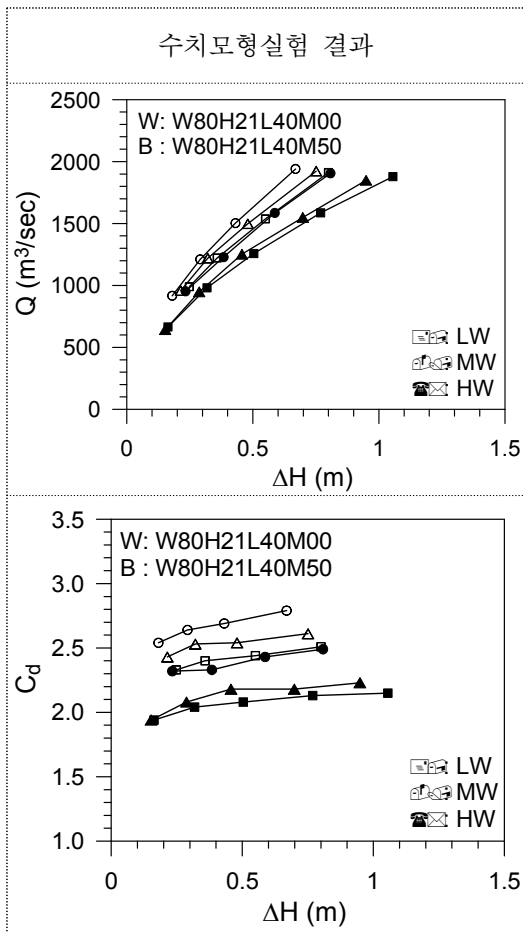 수치모형실험 결과
2500
2000
1500
1000
500
0
Q (m³/sec)
W: W80H21L40M00
B : W80H21L40M50
LW
MW
HW
0 0.5 1 1.5
ΔH (m)
3.5
3.0
2.5
2.0
1.5
1.0
C_d
W: W80H21L40M00
B : W80H21L40M50
LW
MW
HW
0 0.5 1 1.5
ΔH (m)